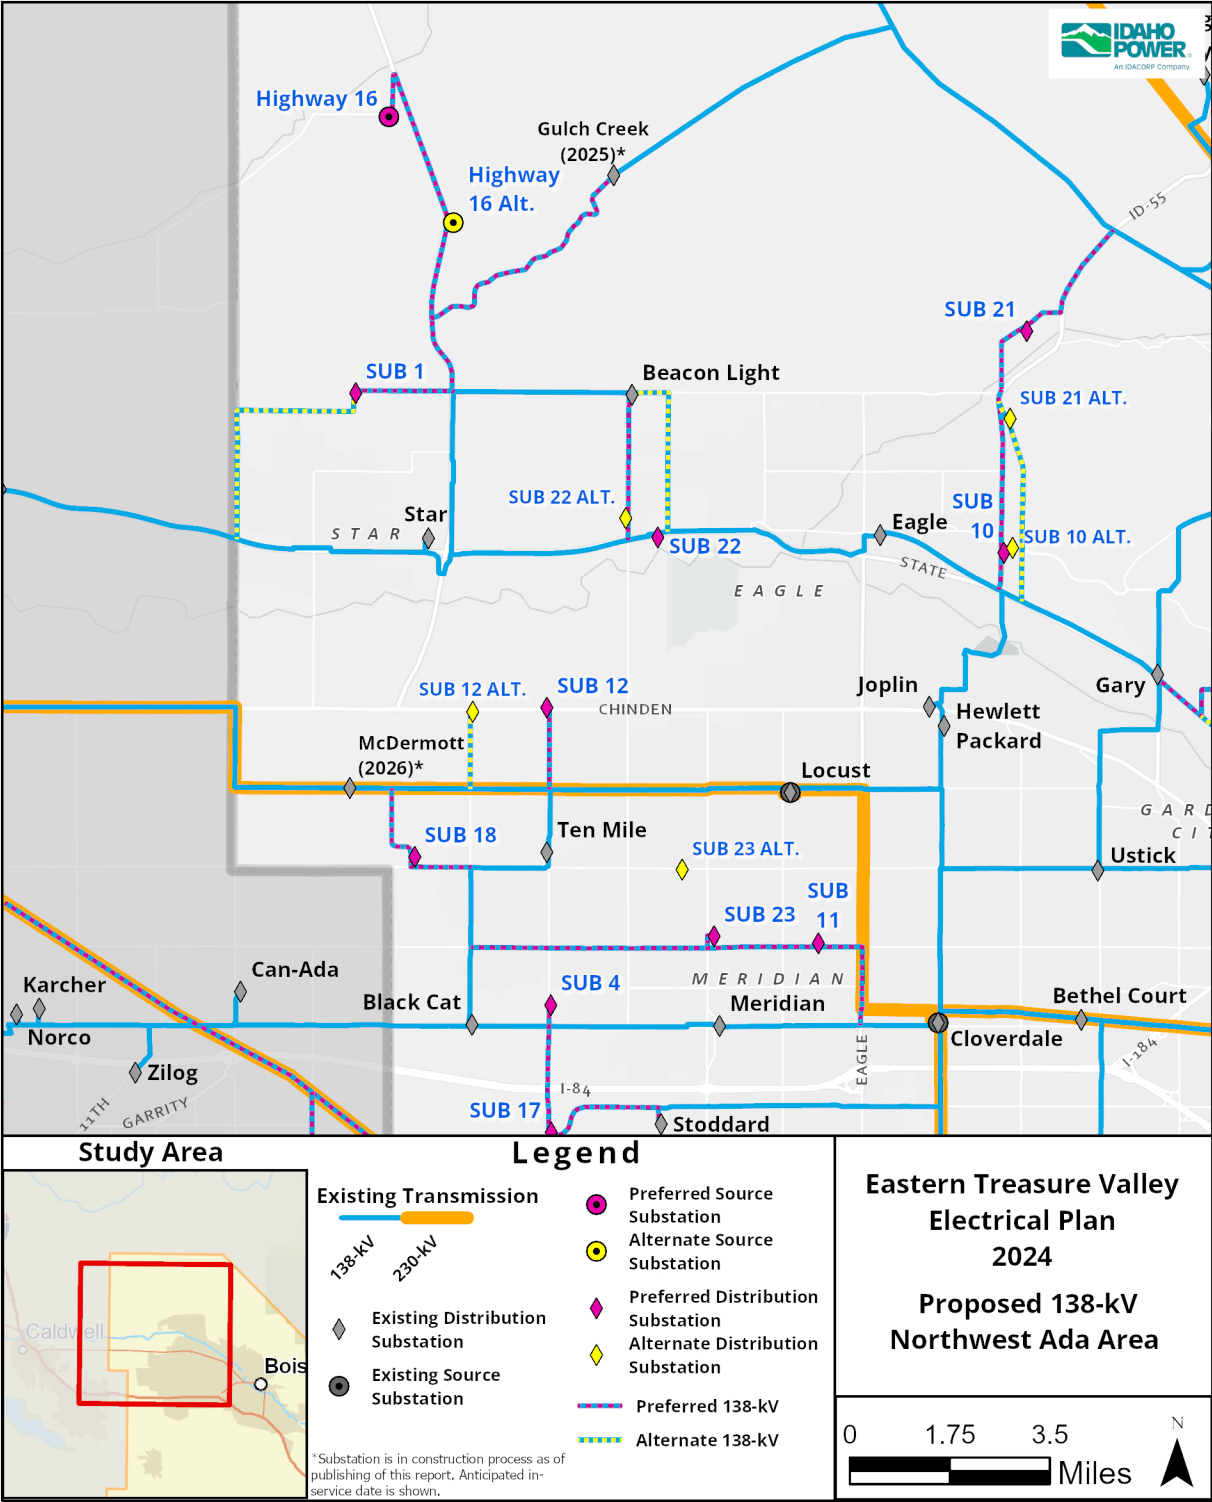 IDAHO
POWER®
An IDACORP Company
Highway 16
Gulch Creek
(2025)*
Highway
16 Alt.
ID-55
SUB 21
SUB 1
Beacon Light
SUB 21 ALT.
SUB 22 ALT.
SUB
10
Star
STAR
Eagle
SUB 10 ALT.
SUB 22
STATE
EAGLE
SUB 12 ALT.
SUB 12
CHINDEN
Joplin
Gary
Hewlett
Packard
McDermott
(2026)*
Locust
GARD
CIT
SUB 18
Ten Mile
SUB 23 ALT.
Ustick
SUB
11
SUB 23
MERIDIAN
Can-Ada
Karcher
Norco
Black Cat
SUB 4
Meridian
Bethel Court
Cloverdale
EAGLE
I-184
Zilog
11TH
GARRITY
I-84
SUB 17
Stoddard
Study Area
Caldwell
Bois
Legend
Existing Transmission
138-kV
230-kV
Existing Distribution
Substation
Existing Source
Substation
*Substation is in construction process as of
publishing of this report. Anticipated in-
service date is shown.
Preferred Source
Substation
Alternate Source
Substation
Preferred Distribution
Substation
Alternate Distribution
Substation
Preferred 138-kV
Alternate 138-kV
Eastern Treasure Valley
Electrical Plan
2024
Proposed 138-kV
Northwest Ada Area
0 1.75 3.5
Miles
N